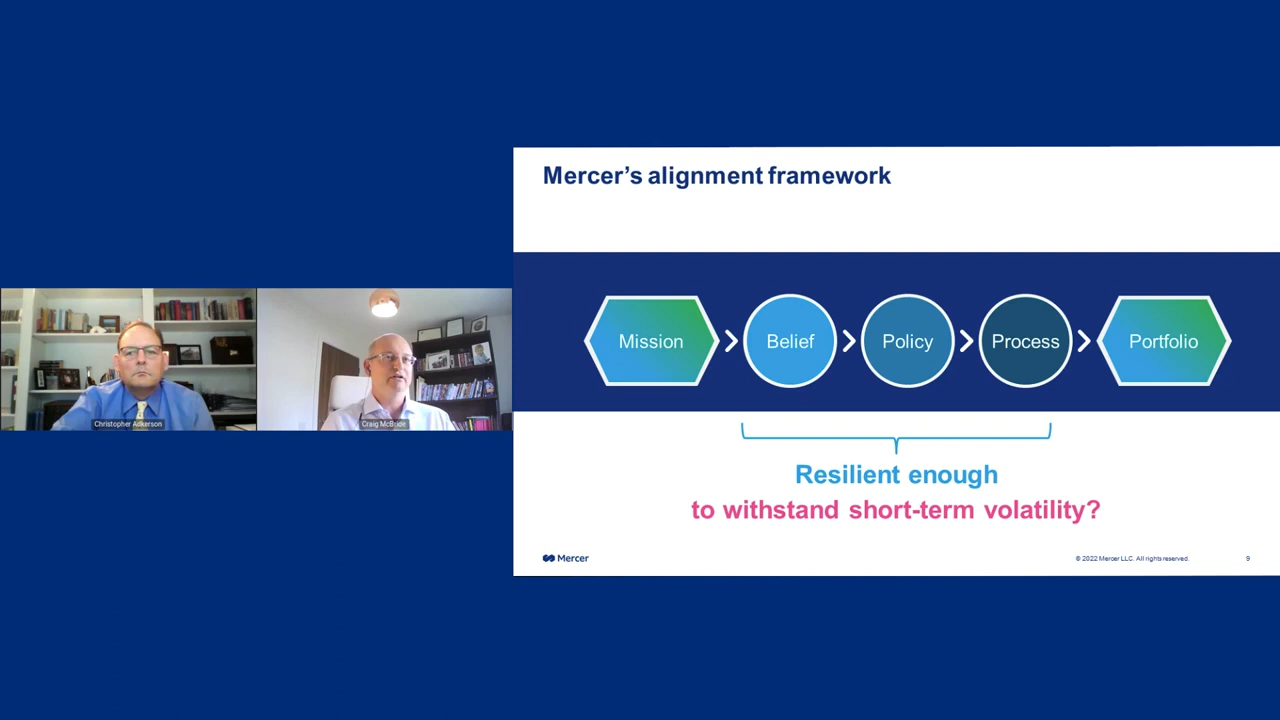 Mercer’s alignment framework
Mission
Belief
Policy
Process
Portfolio
Christopher Adkerson
Craig McBride
Resilient enough
to withstand short-term volatility?
Mercer
© 2022 Mercer LLC. All rights reserved.
9